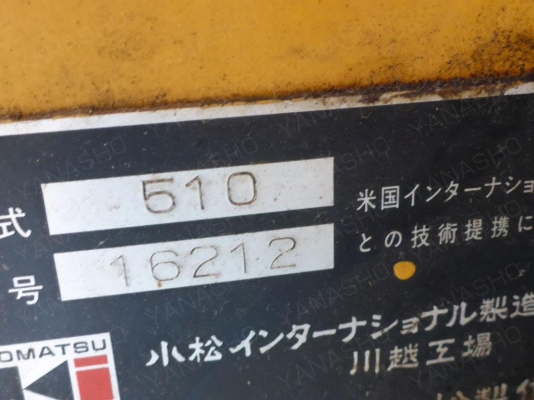 式 510
米国インターナショ
号 16212
との技術提携に
OMATSU
小松インターナショナル製造
川越工場